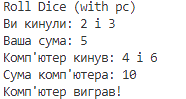 Roll Dice (with pc)
Ви кинули: 2 і 3
Ваша сума: 5
Комп'ютер кинув: 4 і 6
Сума комп'ютера: 10
Комп'ютер виграв!